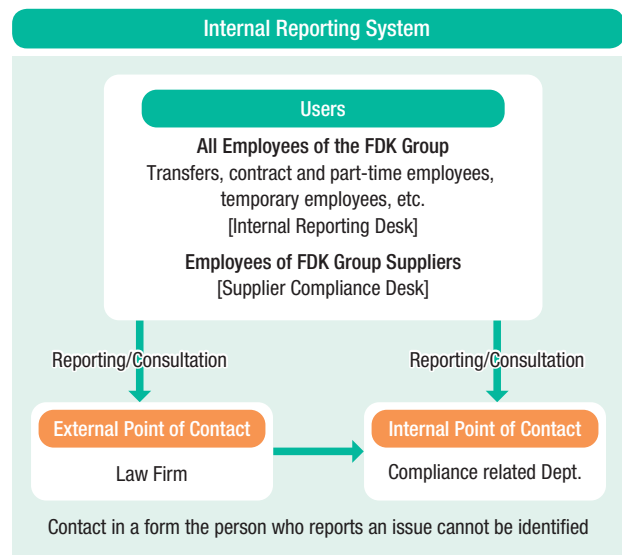 Internal Reporting System
Users
All Employees of the FDK Group
Transfers, contract and part-time employees,
temporary employees, etc.
[Internal Reporting Desk]
Employees of FDK Group Suppliers
[Supplier Compliance Desk]
Reporting/Consultation
Reporting/Consultation
External Point of Contact
Law Firm
Internal Point of Contact
Compliance related Dept.
Contact in a form the person who reports an issue cannot be identified